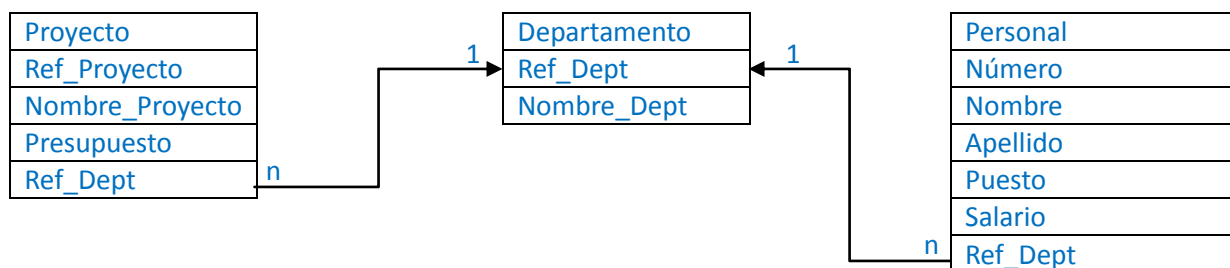 Proyecto
Ref_Proyecto
Nombre_Proyecto
Presupuesto
Ref_Dept
n
1
Departamento
Ref_Dept
Nombre_Dept
1
n
Personal
Número
Nombre
Apellido
Puesto
Salario
Ref_Dept